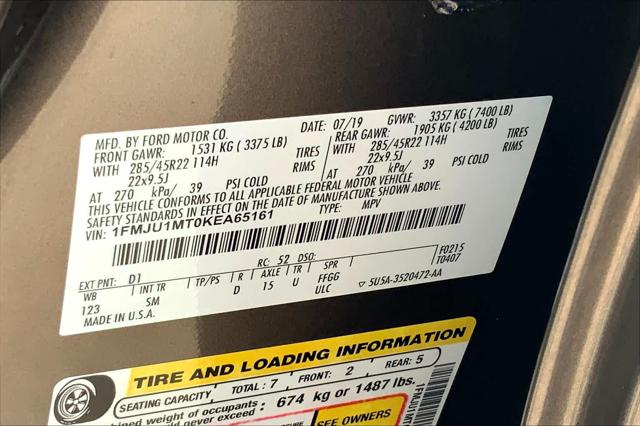 MFD. BY FORD MOTOR CO. DATE: 07/19 GVWR: 3357 KG ( 7400 LB)
FRONT GAWR: 1531 KG ( 3375 LB) REAR GAWR: 1905 KG ( 4200 LB)
WITH 285/45R22 114H TIRES WITH 285/45R22 114H TIRES
22x9.5J RIMS 22x9.5J RIMS
AT 270 kPa/ 39 PSI COLD AT 270 kPa/ 39 PSI COLD
THIS VEHICLE CONFORMS TO ALL APPLICABLE FEDERAL MOTOR VEHICLE
SAFETY STANDARDS IN EFFECT ON THE DATE OF MANUFACTURE SHOWN ABOVE.
VIN: 1FMJU1MT0KEA65161 TYPE: MPV
F0215
T0407
EXT PNT: D1 RC: 52 DSO:
WB INT TR TP/PS R AXLE TR SPR
123 SM D 15 U FFGG
ULC 5U5A-3520472-AA
MADE IN U.S.A.
TIRE AND LOADING INFORMATION
SEATING CAPACITY TOTAL: 7 FRONT: 2 REAR: 5
weight of occupants
never exceed: 674 kg or 1487 lbs.
SEE OWNERS